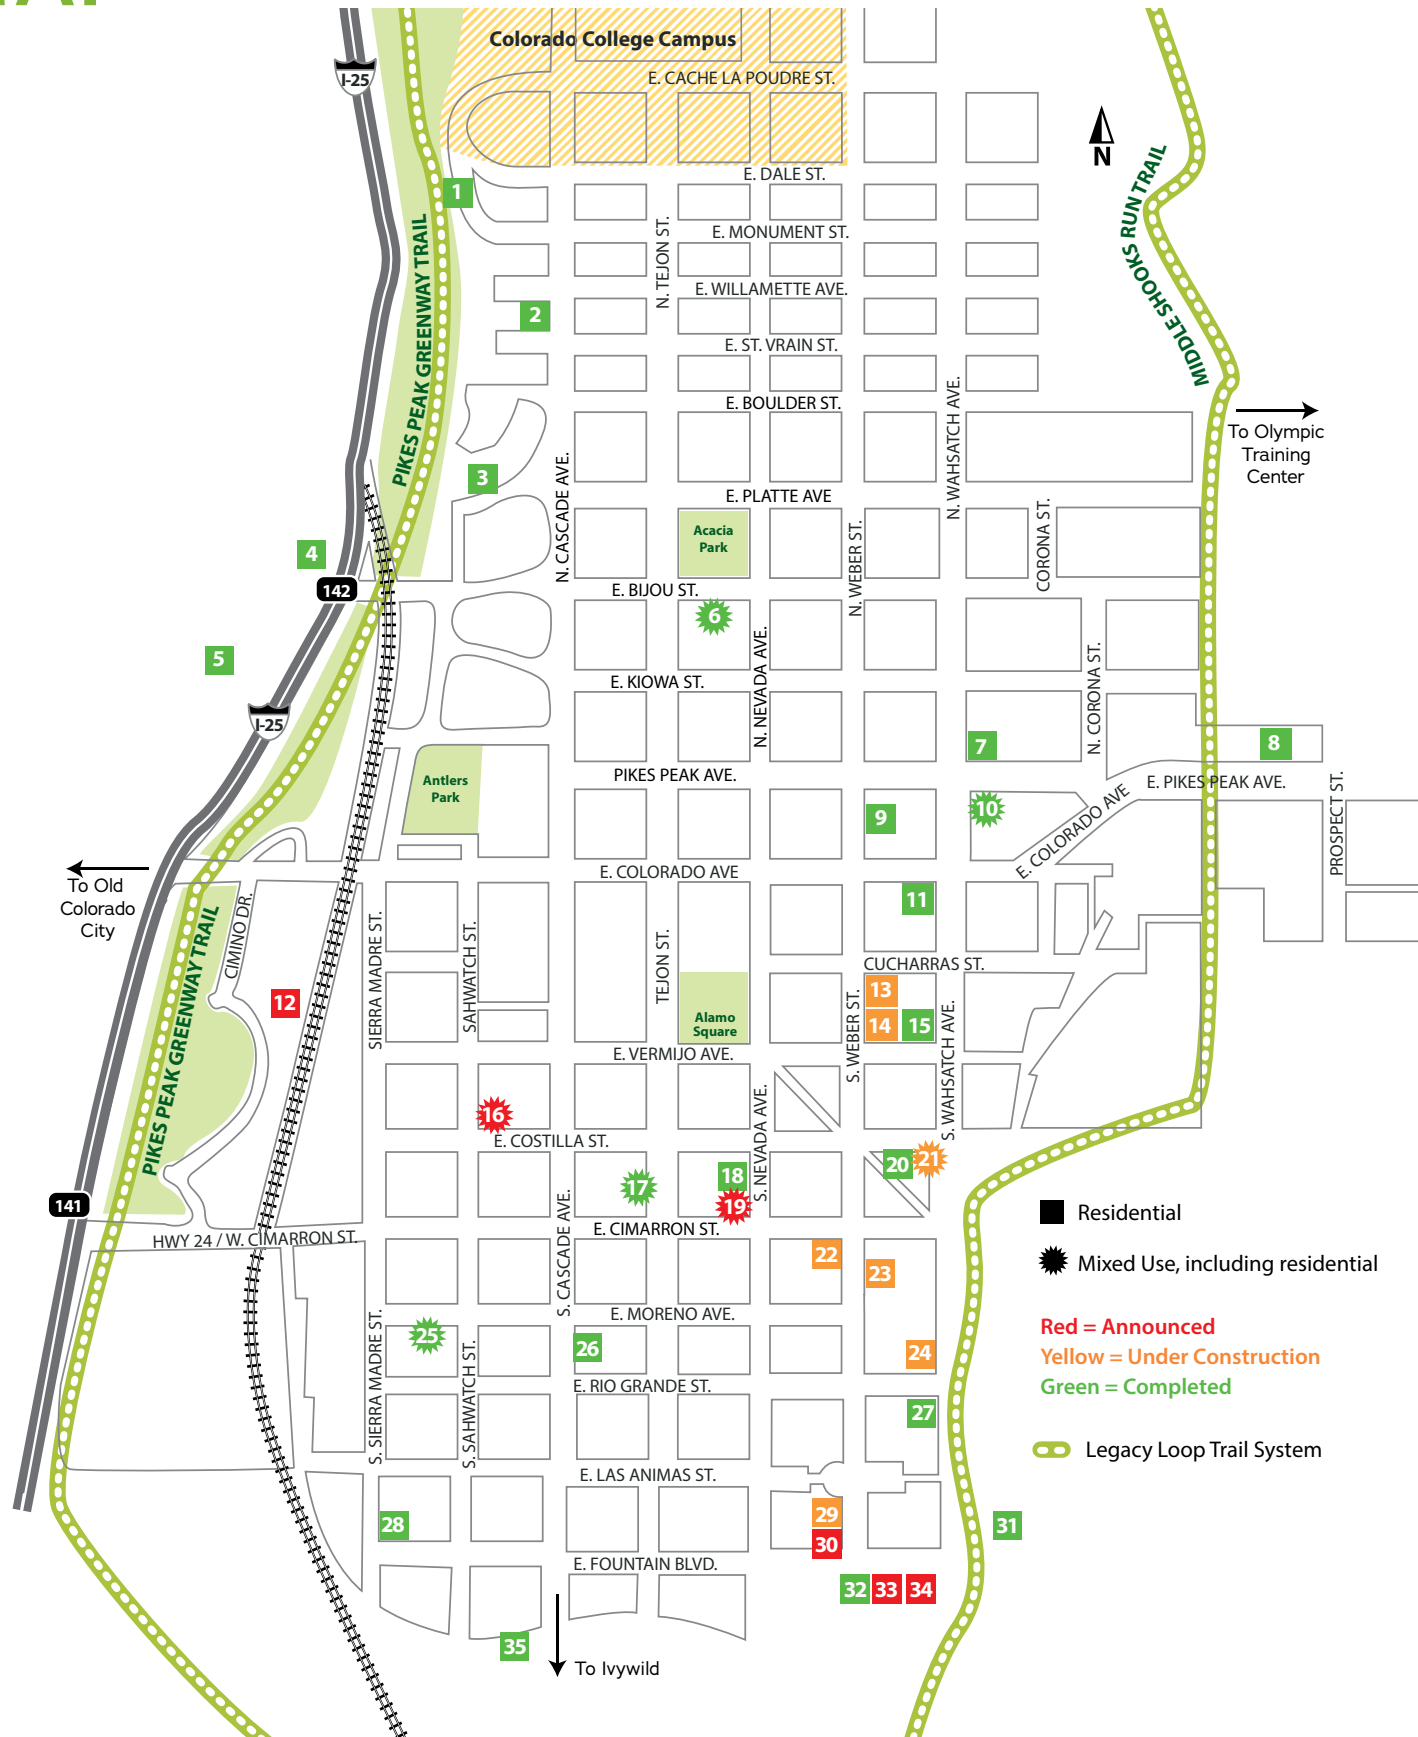 Colorado College Campus
I-25
E. CACHE LA POUDRE ST.
N
E. DALE ST.
1
MIDDLE SHOOKS RUN TRAIL
PIKES PEAK GREENWAY TRAIL
N. TEJON ST.
E. MONUMENT ST.
E. WILLAMETTE AVE.
2
E. ST. VRAIN ST.
N. WAHSATCH AVE.
E. BOULDER ST.
To Olympic
Training
Center
N. CASCADE AVE.
3
E. PLATTE AVE
Acacia
Park
N. WEBER ST.
CORONA ST.
4
142
E. BIJOU ST.
6
5
N. NEVADA AVE.
N. CORONA ST.
E. KIOWA ST.
I-25
7
8
Antlers
Park
PIKES PEAK AVE.
E. PIKES PEAK AVE.
PROSPECT ST.
9
10
E. COLORADO AVE
E. COLORADO AVE
To Old
Colorado
City
11
CIMINO DR.
PIKES PEAK GREENWAY TRAIL
SIERRA MADRE ST.
SAHWATCH ST.
TEJON ST.
CUCHARRAS ST.
12
13
Alamo
Square
14
15
S. WEBER ST.
S. WAHSATCH AVE.
E. VERMIJO AVE.
16
S. NEVADA AVE.
E. COSTILLA ST.
20
21
17
18
19
141
S. CASCADE AVE.
E. CIMARRON ST.
HWY 24 / W. CIMARRON ST.
22
23
Residential
Mixed Use, including residential
E. MORENO AVE.
Red = Announced
Yellow = Under Construction
Green = Completed
S. SIERRA MADRE ST.
25
S. SAHWATCH ST.
26
24
E. RIO GRANDE ST.
27
Legacy Loop Trail System
E. LAS ANIMAS ST.
28
29
30
31
E. FOUNTAIN BLVD.
32
33
34
35
To Ivywild